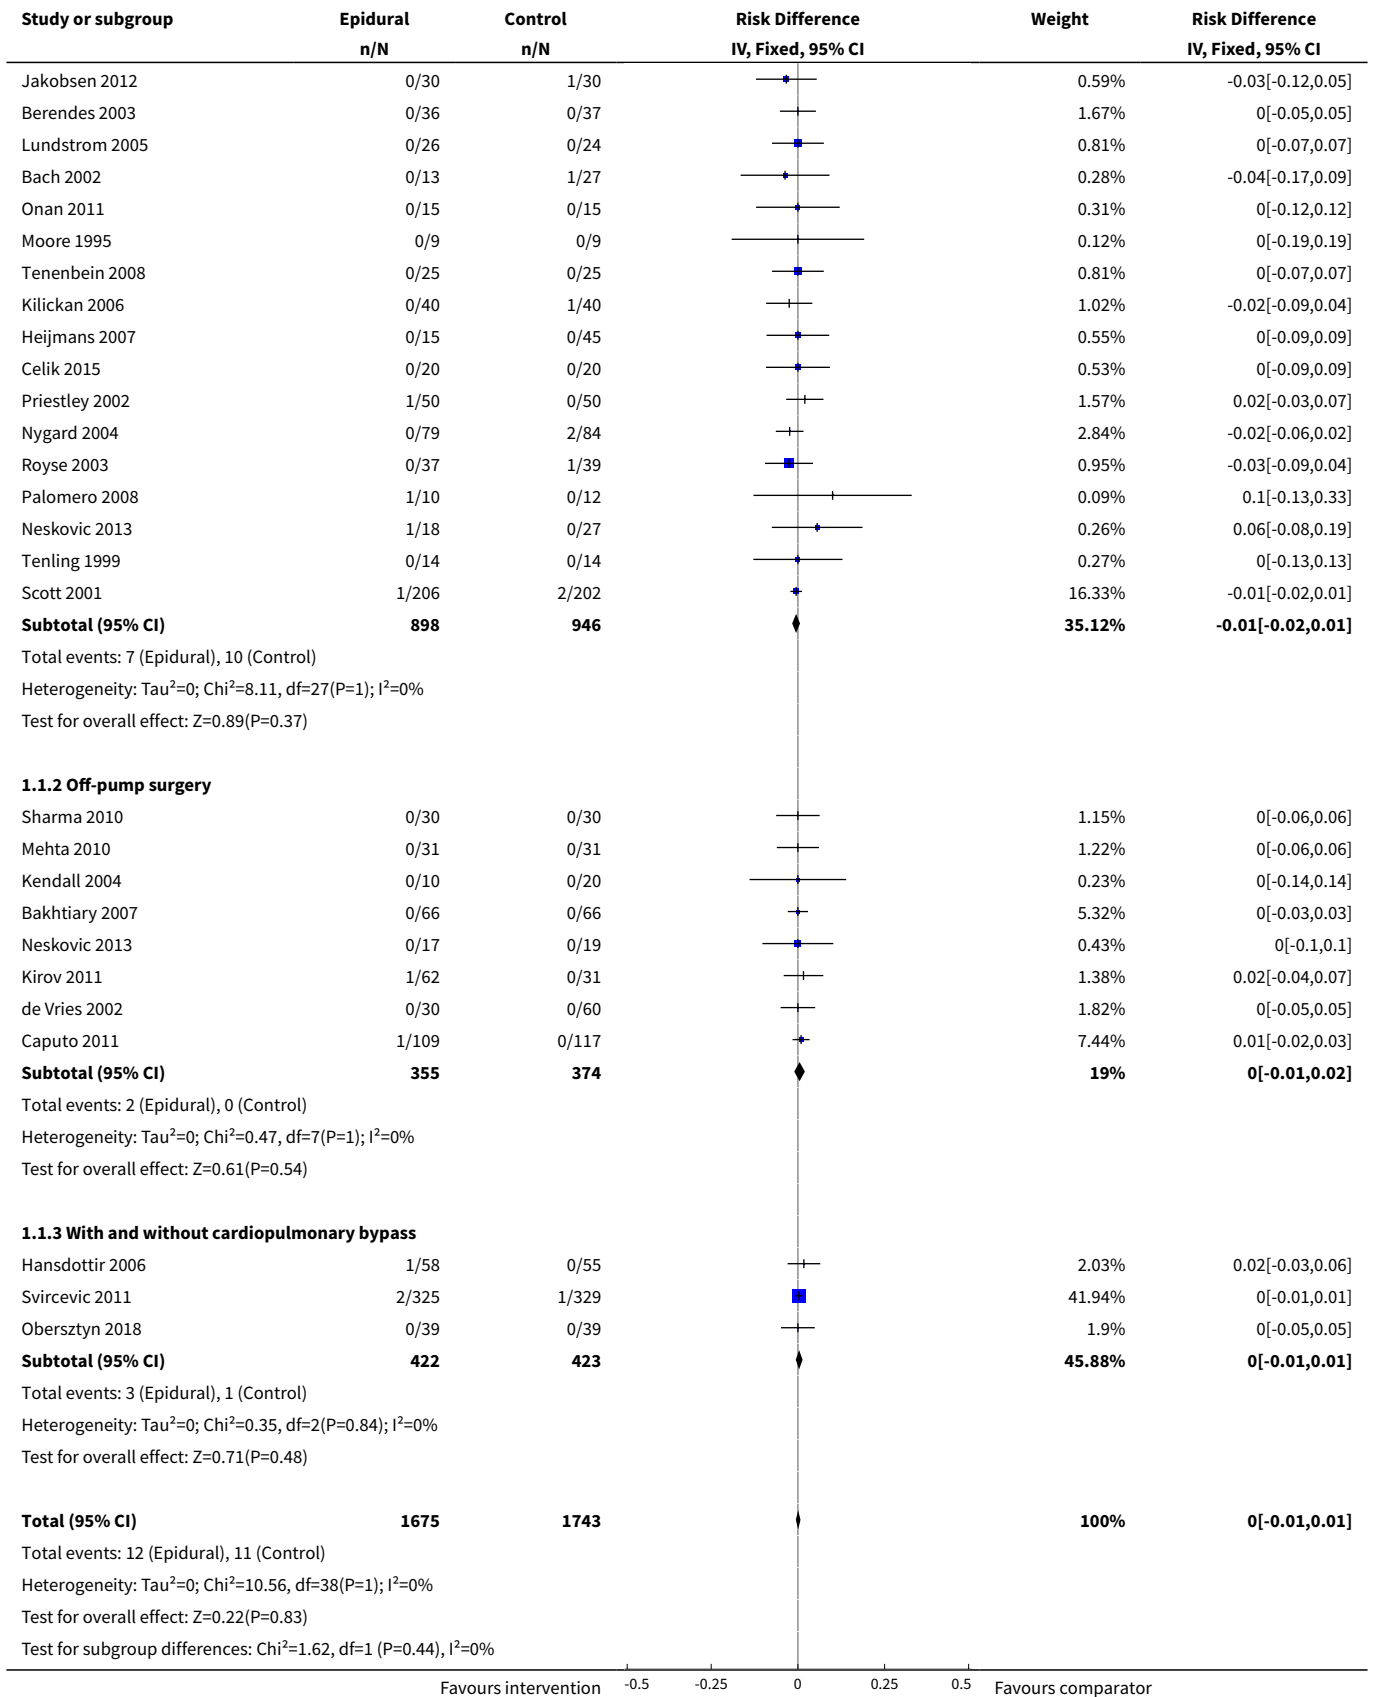 Study or subgroup Epidural Control Risk Difference Weight Risk Difference
n/N n/N IV, Fixed, 95% CI IV, Fixed, 95% CI
Jakobsen 2012 0/30 1/30 0.59% -0.03[-0.12,0.05]
Berendes 2003 0/36 0/37 1.67% 0[-0.05,0.05]
Lundstrom 2005 0/26 0/24 0.81% 0[-0.07,0.07]
Bach 2002 0/13 1/27 0.28% -0.04[-0.17,0.09]
Onan 2011 0/15 0/15 0.31% 0[-0.12,0.12]
Moore 1995 0/9 0/9 0.12% 0[-0.19,0.19]
Tenenbein 2008 0/25 0/25 0.81% 0[-0.07,0.07]
Kilickan 2006 0/40 1/40 1.02% -0.02[-0.09,0.04]
Heijmans 2007 0/15 0/45 0.55% 0[-0.09,0.09]
Celik 2015 0/20 0/20 0.53% 0[-0.09,0.09]
Priestley 2002 1/50 0/50 1.57% 0.02[-0.03,0.07]
Nygard 2004 0/79 2/84 2.84% -0.02[-0.06,0.02]
Royse 2003 0/37 1/39 0.95% -0.03[-0.09,0.04]
Palomero 2008 1/10 0/12 0.09% 0.1[-0.13,0.33]
Neskovic 2013 1/18 0/27 0.26% 0.06[-0.08,0.19]
Tenling 1999 0/14 0/14 0.27% 0[-0.13,0.13]
Scott 2001 1/206 2/202 16.33% -0.01[-0.02,0.01]
Subtotal (95% CI) 898 946 35.12% -0.01[-0.02,0.01]
Total events: 7 (Epidural), 10 (Control)
Heterogeneity: Tau²=0; Chi²=8.11, df=27(P=1); I²=0%
Test for overall effect: Z=0.89(P=0.37)
1.1.2 Off-pump surgery
Sharma 2010 0/30 0/30 1.15% 0[-0.06,0.06]
Mehta 2010 0/31 0/31 1.22% 0[-0.06,0.06]
Kendall 2004 0/10 0/20 0.23% 0[-0.14,0.14]
Bakhtiary 2007 0/66 0/66 5.32% 0[-0.03,0.03]
Neskovic 2013 0/17 0/19 0.43% 0[-0.1,0.1]
Kirov 2011 1/62 0/31 1.38% 0.02[-0.04,0.07]
de Vries 2002 0/30 0/60 1.82% 0[-0.05,0.05]
Caputo 2011 1/109 0/117 7.44% 0.01[-0.02,0.03]
Subtotal (95% CI) 355 374 19% 0[-0.01,0.02]
Total events: 2 (Epidural), 0 (Control)
Heterogeneity: Tau²=0; Chi²=0.47, df=7(P=1); I²=0%
Test for overall effect: Z=0.61(P=0.54)
1.1.3 With and without cardiopulmonary bypass
Hansdottir 2006 1/58 0/55 2.03% 0.02[-0.03,0.06]
Svircevic 2011 2/325 1/329 41.94% 0[-0.01,0.01]
Obersztyn 2018 0/39 0/39 1.9% 0[-0.05,0.05]
Subtotal (95% CI) 422 423 45.88% 0[-0.01,0.01]
Total events: 3 (Epidural), 1 (Control)
Heterogeneity: Tau²=0; Chi²=0.35, df=2(P=0.84); I²=0%
Test for overall effect: Z=0.71(P=0.48)
Total (95% CI) 1675 1743 100% 0[-0.01,0.01]
Total events: 12 (Epidural), 11 (Control)
Heterogeneity: Tau²=0; Chi²=10.56, df=38(P=1); I²=0%
Test for overall effect: Z=0.22(P=0.83)
Test for subgroup differences: Chi²=1.62, df=1 (P=0.44), I²=0%
Favours intervention -0.5 -0.25 0 0.25 0.5 Favours comparator